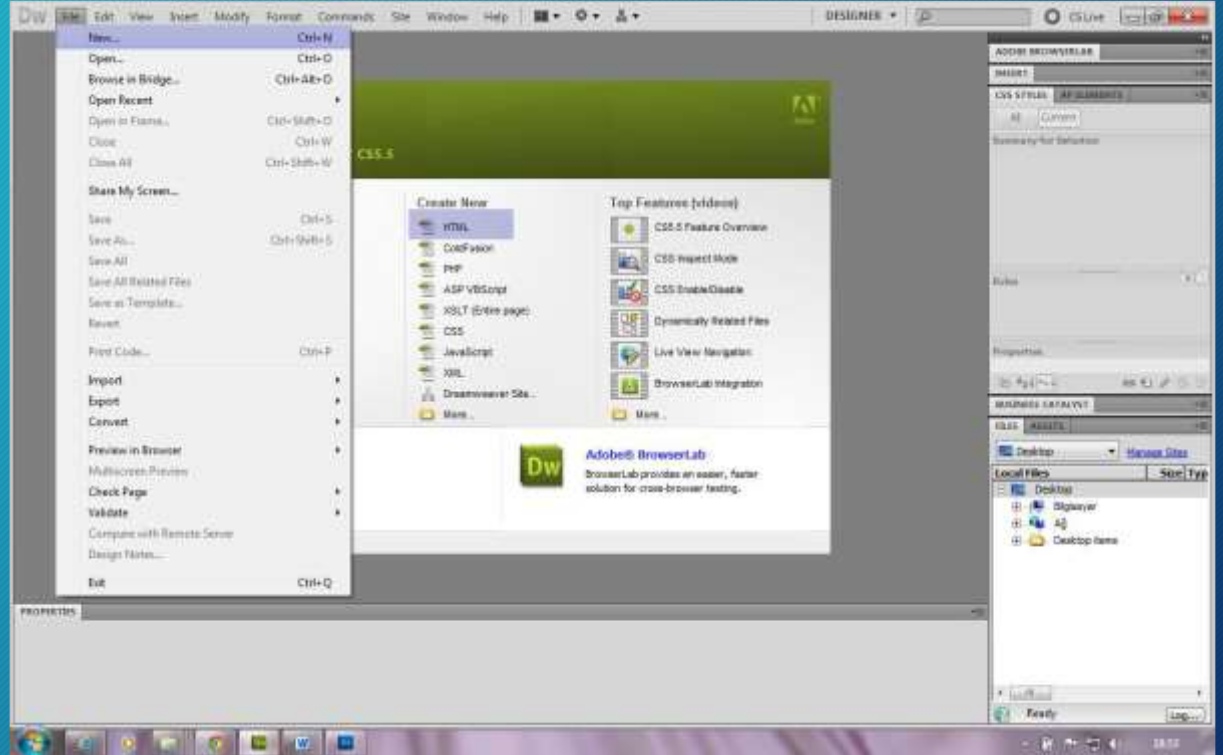 Dw File Edit View Insert Modify Format Commands Site Window Help DESIGNER CS Live
New... Ctrl+N
Open... Ctrl+O
Browse in Bridge... Ctrl+Alt+O
Open Recent
Open in Frame... Ctrl+Shift+O
Close Ctrl+W
Close All Ctrl+Shift+W
Share My Screen...
Save Ctrl+S
Save As... Ctrl+Shift+S
Save All
Save All Related Files
Save as Template...
Revert
Print Code... Ctrl+P
Import
Export
Convert
Preview in Browser
Multiscreen Preview
Check Page
Validate
Compare with Remote Server
Design Notes...
Exit Ctrl+Q
CS5.5
Adobe
Create New
HTML
ColdFusion
PHP
ASP VBScript
XSLT (Entire page)
CSS
JavaScript
XML
Dreamweaver Site...
More...
Top Features (videos)
CS5.5 Feature Overview
CSS Inspect Mode
CSS Enable/Disable
Dynamically Related Files
Live View Navigation
BrowserLab Integration
More...
Dw
Adobe® BrowserLab
BrowserLab provides an easier, faster
solution for cross-browser testing.
ADOBE BROWSERLAB
INSERT
CSS STYLES AP ELEMENTS
All Current
Summary for Selection
Rules
Properties
BUSINESS CATALYST
FILES ASSETS
Desktop Manage Sites
Local Files Size Typ
Desktop
Bilgisayar
Ağ
Desktop items
Ready Log...
PROPERTIES